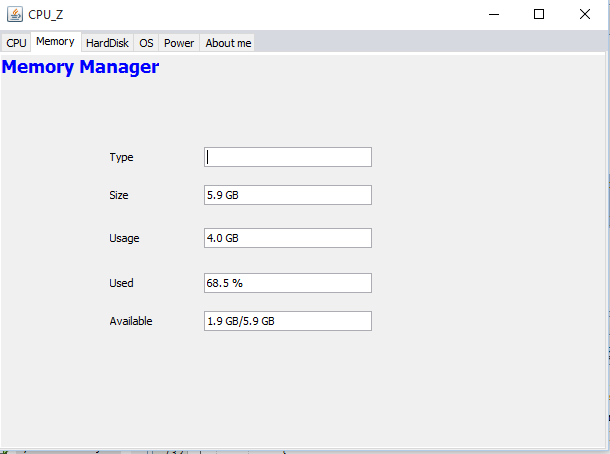 CPU_Z
CPU Memory HardDisk OS Power About me
Memory Manager
Type
Size 5.9 GB
Usage 4.0 GB
Used 68.5 %
Available 1.9 GB/5.9 GB